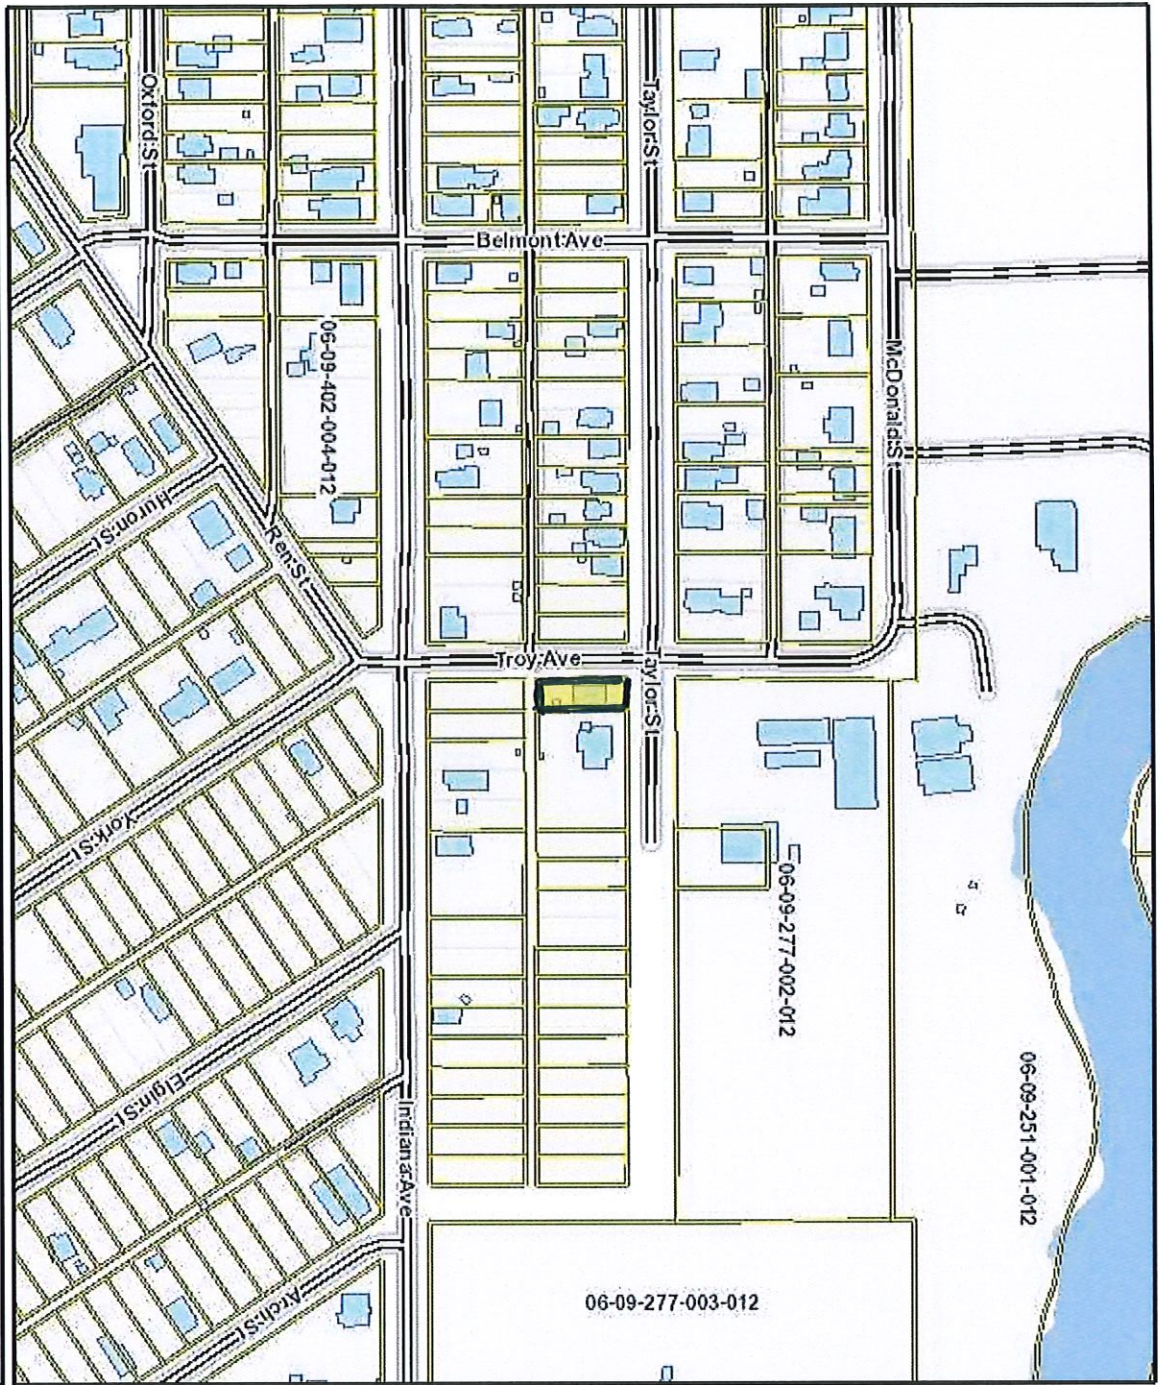 Oxford St
Taylor St
Belmont Ave
06-09-402-004-012
McDonald St
Huron St
Ren St
Troy Ave
Taylor St
York St
06-09-277-002-012
06-09-251-001-012
Elgin St
Indiana Ave
06-09-277-003-012
Arch St